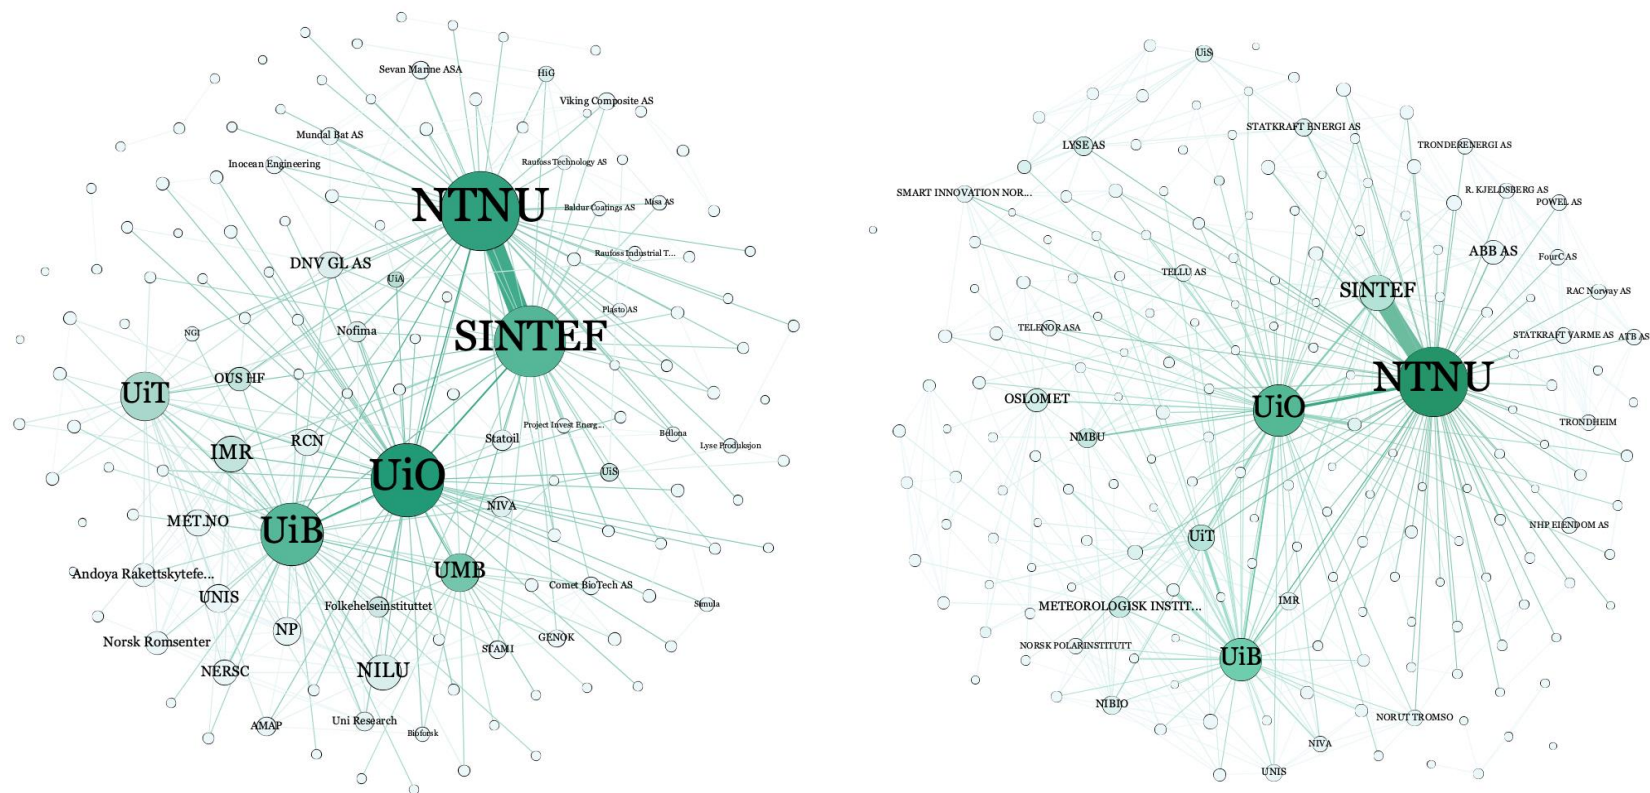 Sevan Marine ASA
HiG
Viking Composite AS
Mundal Bat AS
Inocean Engineering
Raufoss Technology AS
NTNU
Baldur Coatings AS
Misa AS
DNV GL AS
Raufoss Industrial T...
UiA
Plasto AS
NGI
Nofima
SINTEF
UiT
OUS HF
Project Invest Energ...
IMR
RCN
Statoil
Bellona
Lyse Produksjon
UiO
UiS
NIVA
MET.NO
UiB
UMB
Andoya Rakettskytefe...
Comet BioTech AS
UNIS
Folkehelseinstituttet
Simula
Norsk Romsenter
NP
GENOK
STAMI
NERSC
NILU
AMAP
Uni Research
Bioforsk
UiS
STATKRAFT ENERGI AS
LYSE AS
TRONDERENERGI AS
SMART INNOVATION NOR...
R. KJELDSBERG AS
POWEL AS
ABB AS
FourC AS
TELLU AS
SINTEF
RAC Norway AS
TELENOR ASA
STATKRAFT VARME AS
ATB AS
NTNU
OSLOMET
UiO
TRONDHEIM
NMBU
NHP EIENDOM AS
UiT
METEOROLOGISK INSTIT...
IMR
NORSK POLARINSTITUTT
UiB
NIBIO
NORUT TROMSO
NIVA
UNIS